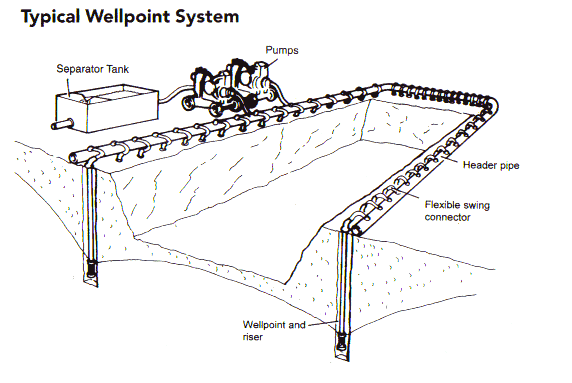 Typical Wellpoint System
Pumps
Separator Tank
Header pipe
Flexible swing
connector
Wellpoint and
riser